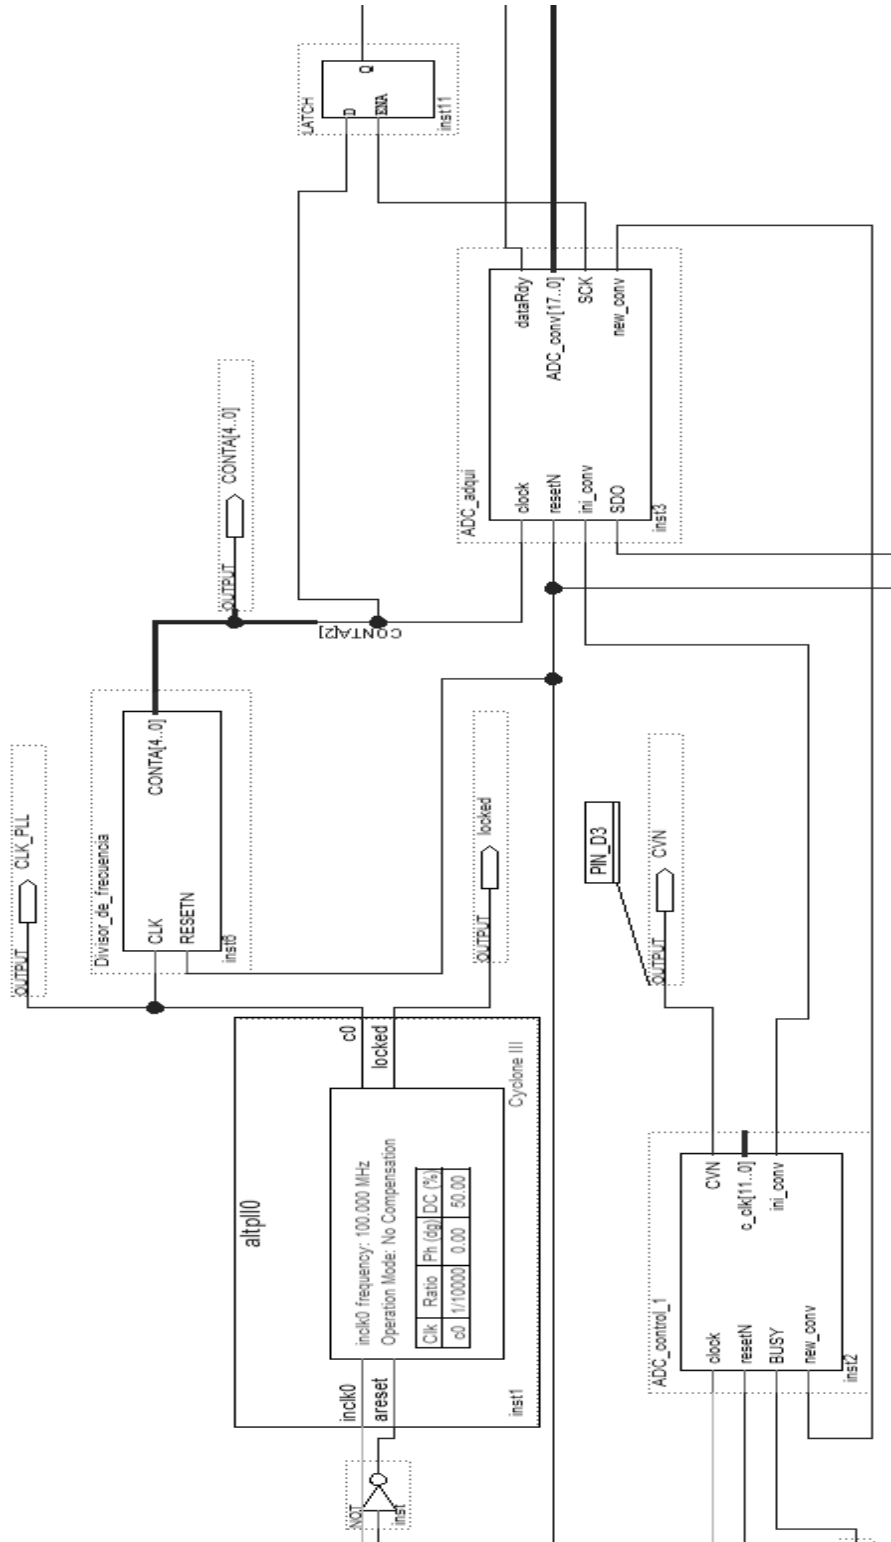 LATCH
D
Q
ENA
inst11
CLK_PLL
OUTPUT
Divisor_de_frecuencia
CLK
CONTA[4..0]
RESETN
inst6
OUTPUT
CONTA[4..0]
CONTA[2]
ADC_adqui
clock
dataRdy
resetN
ADC_conv[17..0]
ini_conv
SCK
SDO
new_conv
inst3
altpll0
inclk0
c0
areset
locked
inclk0 frequency: 100.000 MHz
Operation Mode: No Compensation
Clk Ratio Ph (dg) DC (%)
c0 1/10000 0.00 50.00
inst1
Cyclone III
NOT
inst
OUTPUT
locked
PIN_D3
OUTPUT
CVN
ADC_control_1
clock
CVN
resetN
c_clk[11..0]
BUSY
ini_conv
new_conv
inst2